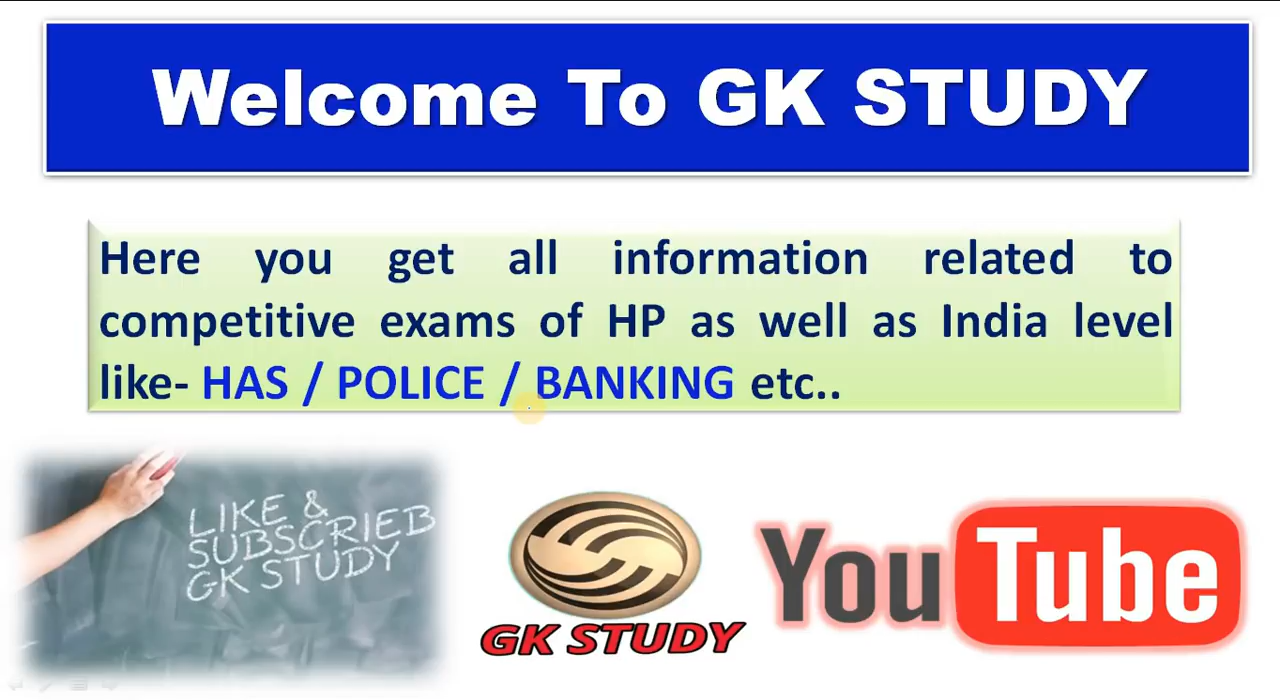 Welcome To GK STUDY
Here you get all information related to
competitive exams of HP as well as India level
like- HAS / POLICE / BANKING etc..
LIKE &
SUBSCRIEB
GK STUDY
GK STUDY
YouTube